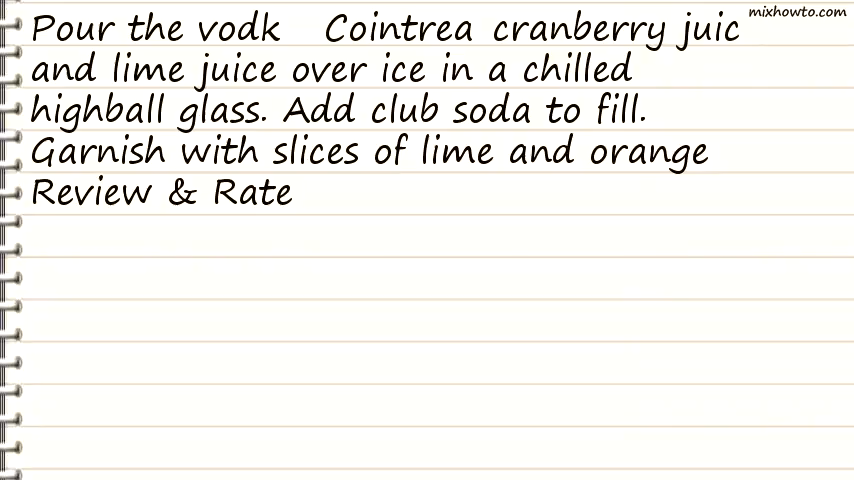 mixhowto.com
Pour the vodk Cointrea cranberry juic
and lime juice over ice in a chilled
highball glass. Add club soda to fill.
Garnish with slices of lime and orange
Review & Rate